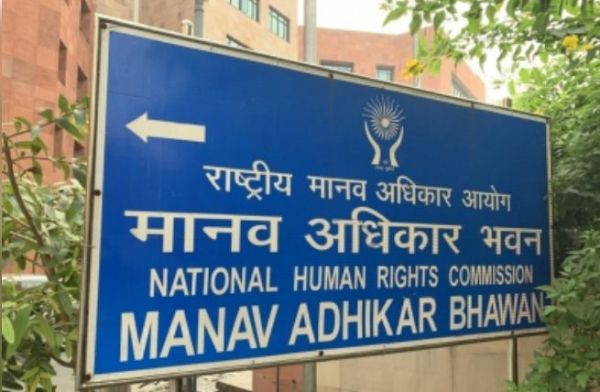 राष्ट्रीय मानव अधिकार आयोग
मानव अधिकार भवन
NATIONAL HUMAN RIGHTS COMMISSION
MANAV ADHIKAR BHAWAN